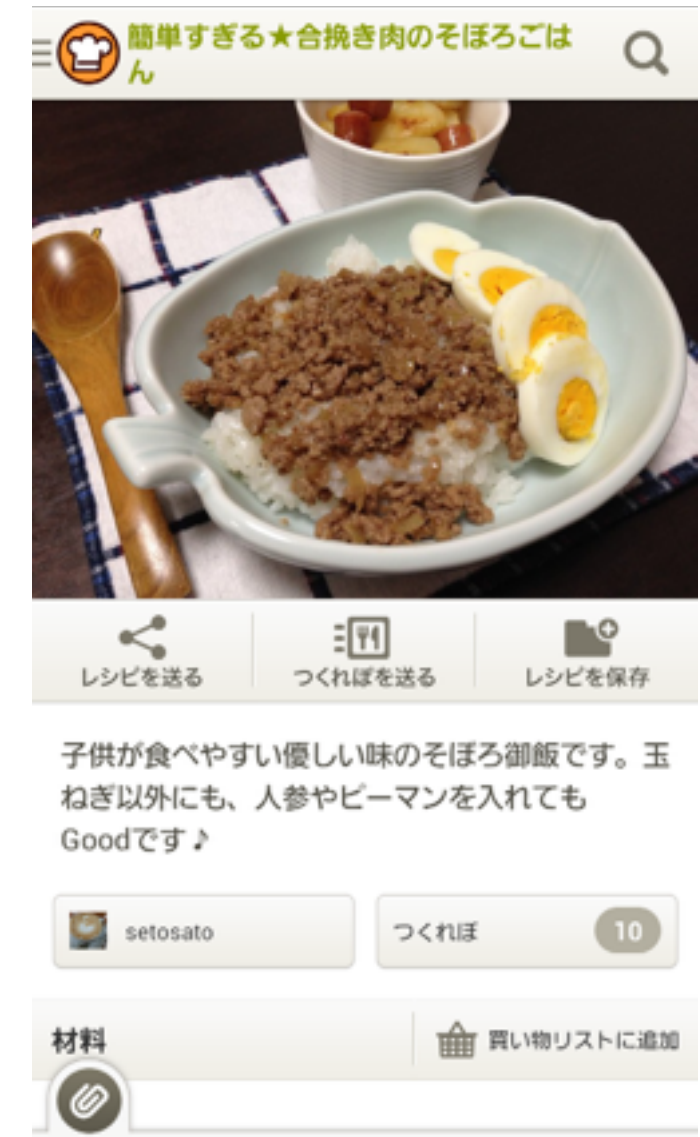 簡単すぎる★合挽き肉のそぼろごは
ん
レシピを送る
つくれぽを送る
レシピを保存
子供が食べやすい優しい味のそぼろ御飯です。玉
ねぎ以外にも、人参やピーマンを入れても
Goodです♪
setosato
つくれぽ
10
材料
買い物リストに追加